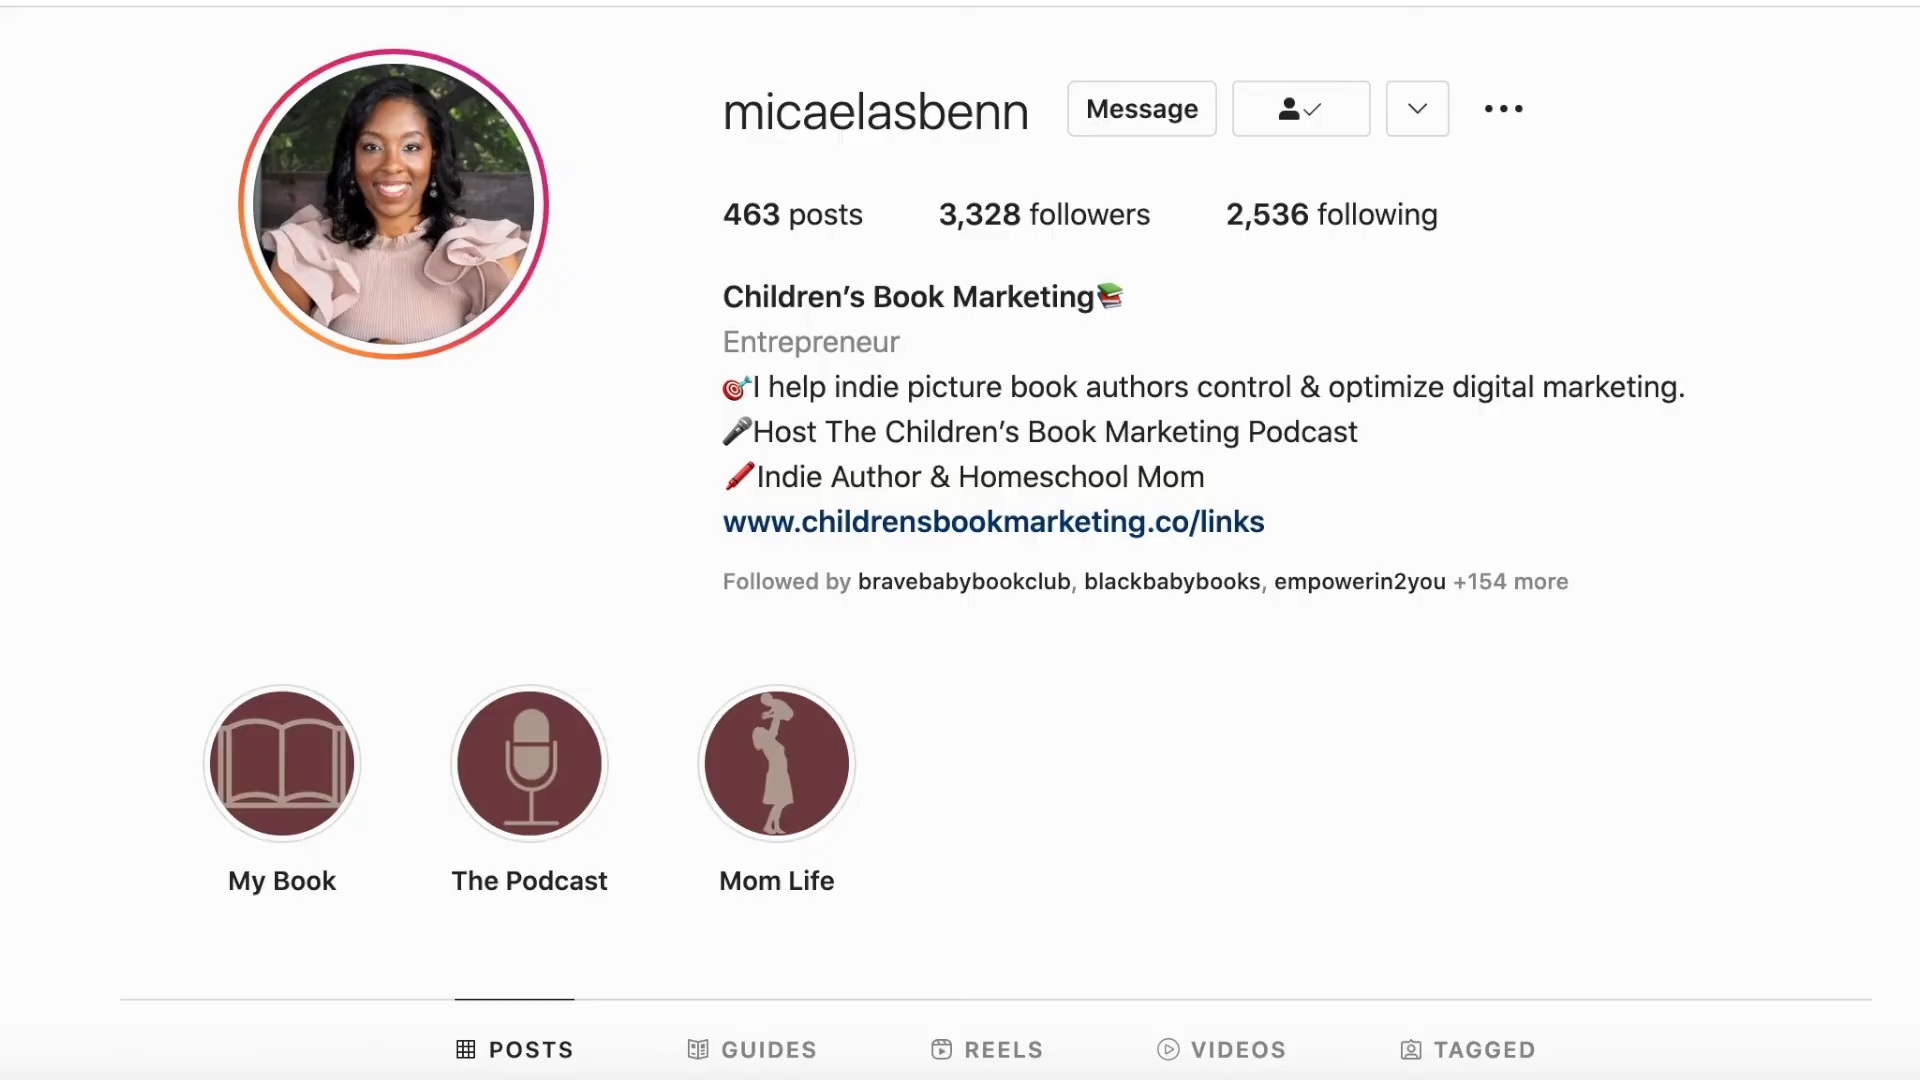 micaelasbenn Message
463 posts 3,328 followers 2,536 following
Children’s Book Marketing📚
Entrepreneur
🎯I help indie picture book authors control & optimize digital marketing.
🎤Host The Children’s Book Marketing Podcast
🖍️Indie Author & Homeschool Mom
www.childrensbookmarketing.co/links
Followed by bravebabybookclub, blackbabybooks, empowerin2you +154 more
My Book The Podcast Mom Life
POSTS GUIDES REELS VIDEOS TAGGED